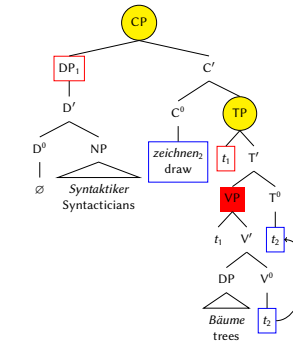 CP
DP₁ C′
D′ C⁰ TP
D⁰ NP zeichnen₂ t₁ T′
draw
∅ Syntaktiker VP T⁰
Syntacticians
t₁ V′ t₂
DP V⁰
Bäume t₂
trees